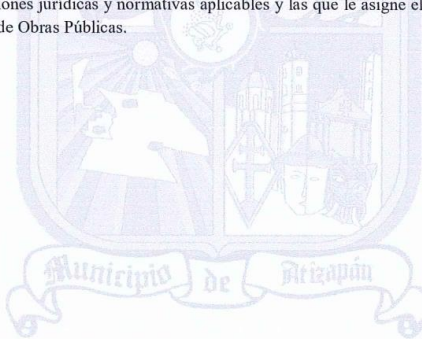 ones jurídicas y normativas aplicables y las que le asigne el
de Obras Públicas.
Municipio de Atizapán